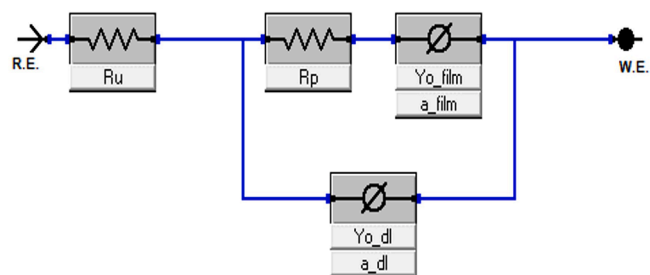 R.E.
Ru
Rp
Yo_film
a_film
W.E.
Yo_dl
a_dl